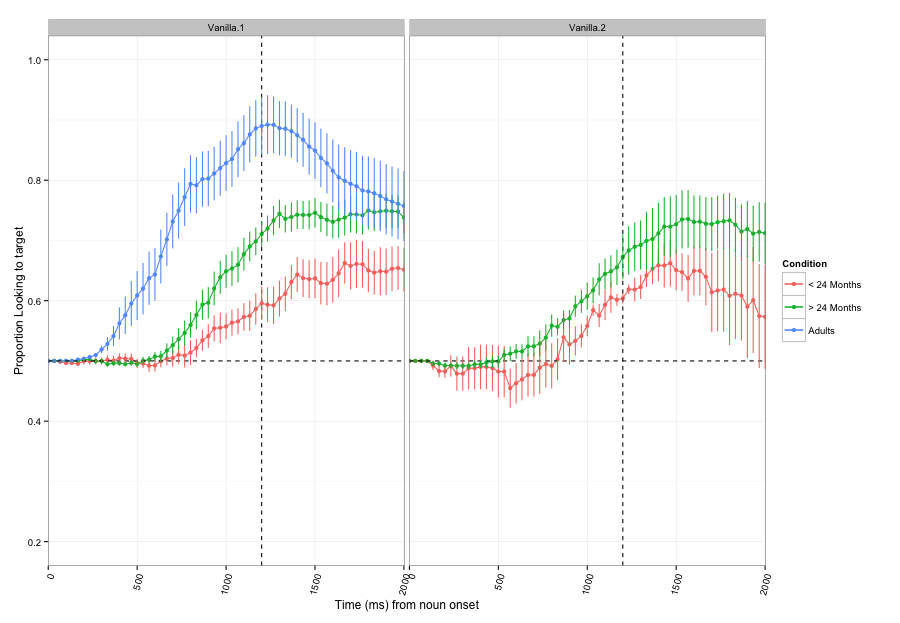 Vanilla.1
Vanilla.2
Proportion Looking to target
1.0
0.8
0.6
0.4
0.2
0
500
1000
1500
2000
0
500
1000
1500
2000
Time (ms) from noun onset
Condition
< 24 Months
> 24 Months
Adults